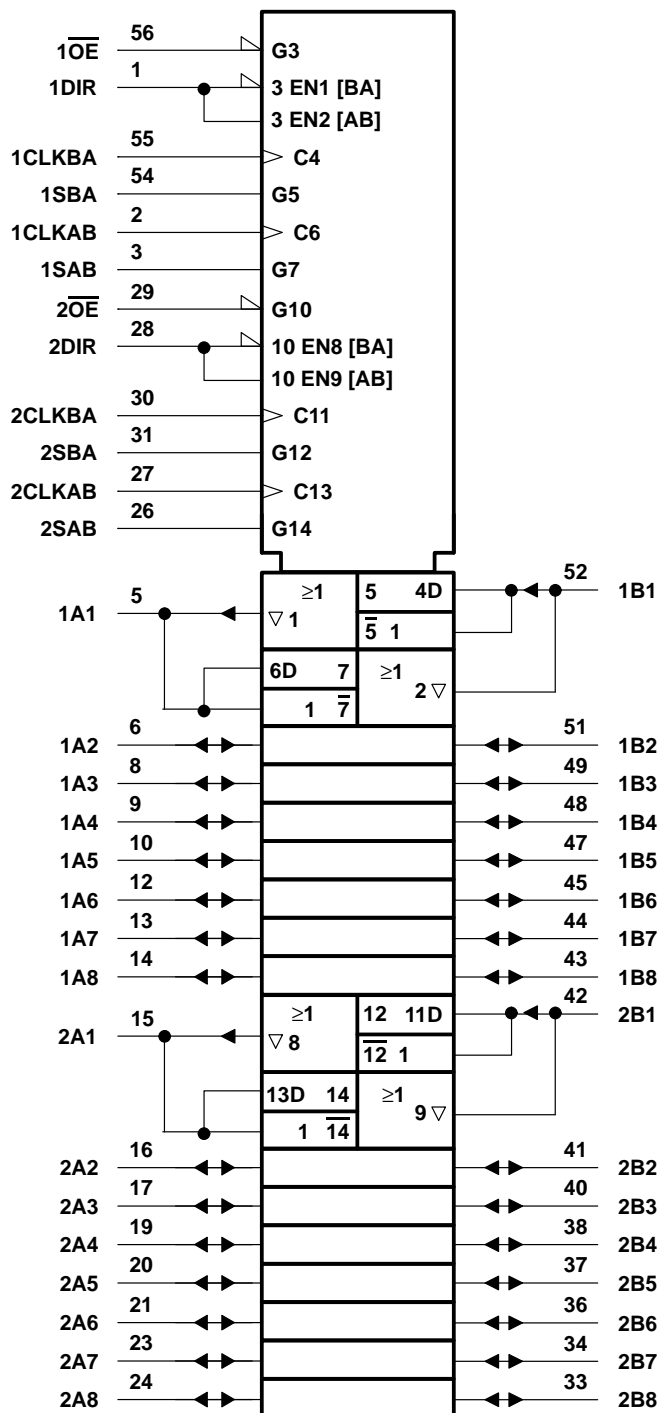 56
1O̅E̅ G3
1
1DIR 3 EN1 [BA]
3 EN2 [AB]
55
1CLKBA C4
54
1SBA G5
2
1CLKAB C6
3
1SAB G7
29
2O̅E̅ G10
28
2DIR 10 EN8 [BA]
10 EN9 [AB]
30
2CLKBA C11
31
2SBA G12
27
2CLKAB C13
26
2SAB G14
52
≥1 5 4D 1B1
5
1A1 ▽ 1
5̅ 1
6D 7 ≥1
2 ▽
1 7̅
6 51
1A2 1B2
8 49
1A3 1B3
9 48
1A4 1B4
10 47
1A5 1B5
12 45
1A6 1B6
13 44
1A7 1B7
14 43
1A8 1B8
42
≥1 12 11D 2B1
15
2A1 ▽ 8
1̅2̅ 1
13D 14 ≥1
9 ▽
1 1̅4̅
16 41
2A2 2B2
17 40
2A3 2B3
19 38
2A4 2B4
20 37
2A5 2B5
21 36
2A6 2B6
23 34
2A7 2B7
24 33
2A8 2B8